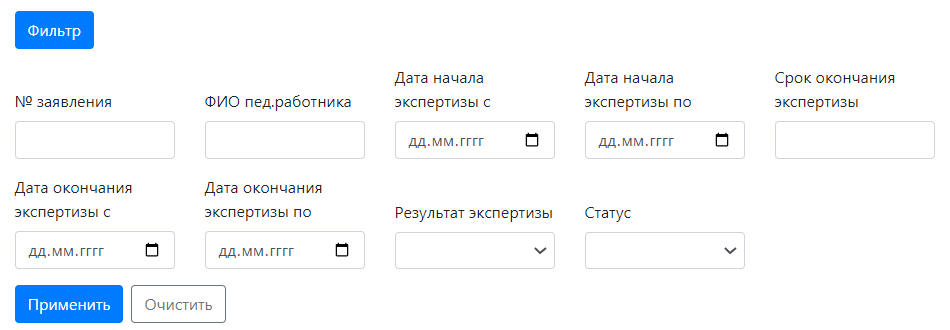 Фильтр
№ заявления
ФИО пед.работника
Дата начала
экспертизы с
Дата начала
экспертизы по
Срок окончания
экспертизы
дд.мм.гггг
дд.мм.гггг
Дата окончания
экспертизы с
Дата окончания
экспертизы по
Результат экспертизы
Статус
дд.мм.гггг
дд.мм.гггг
Применить
Очистить